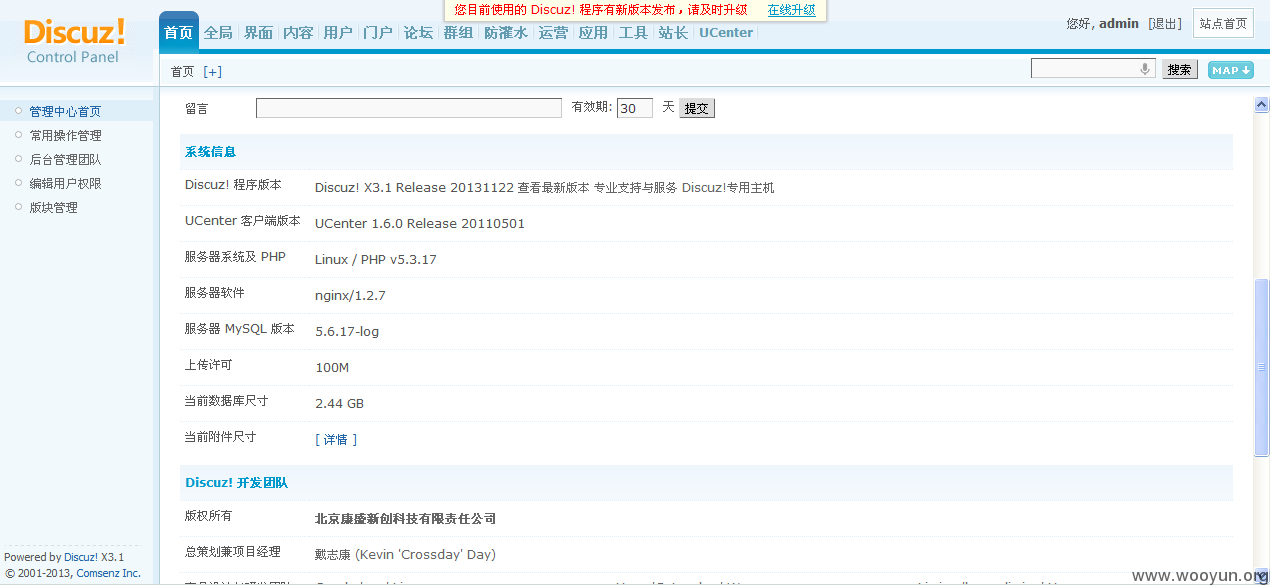 您目前使用的 Discuz! 程序有新版本发布，请及时升级 在线升级
Discuz!
Control Panel
首页 全局 界面 内容 用户 门户 论坛 群组 防灌水 运营 应用 工具 站长 UCenter
您好, admin [退出] 站点首页
首页 [+]
搜索 MAP
管理中心首页
常用操作管理
后台管理团队
编辑用户权限
版块管理
留言 有效期: 30 天 提交
系统信息
Discuz! 程序版本 Discuz! X3.1 Release 20131122 查看最新版本 专业支持与服务 Discuz!专用主机
UCenter 客户端版本 UCenter 1.6.0 Release 20110501
服务器系统及 PHP Linux / PHP v5.3.17
服务器软件 nginx/1.2.7
服务器 MySQL 版本 5.6.17-log
上传许可 100M
当前数据库尺寸 2.44 GB
当前附件尺寸 [ 详情 ]
Discuz! 开发团队
版权所有 北京康盛新创科技有限责任公司
总策划兼项目经理 戴志康 (Kevin 'Crossday' Day)
Powered by Discuz! X3.1
© 2001-2013, Comsenz Inc.
www.wooyun.org